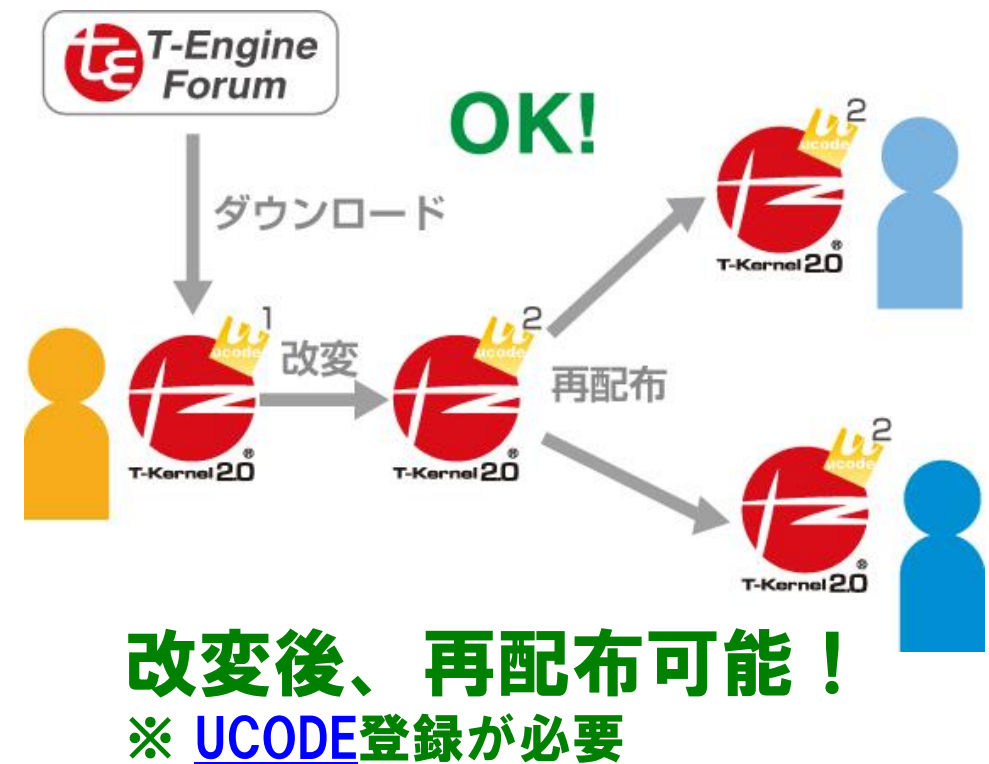 T-Engine
Forum
OK!
ダウンロード
ucode 2
T-Kernel 2.0 ®
ucode 1
T-Kernel 2.0 ®
改変
ucode 2
T-Kernel 2.0 ®
再配布
ucode 2
T-Kernel 2.0 ®
改変後、再配布可能！
※ UCODE登録が必要